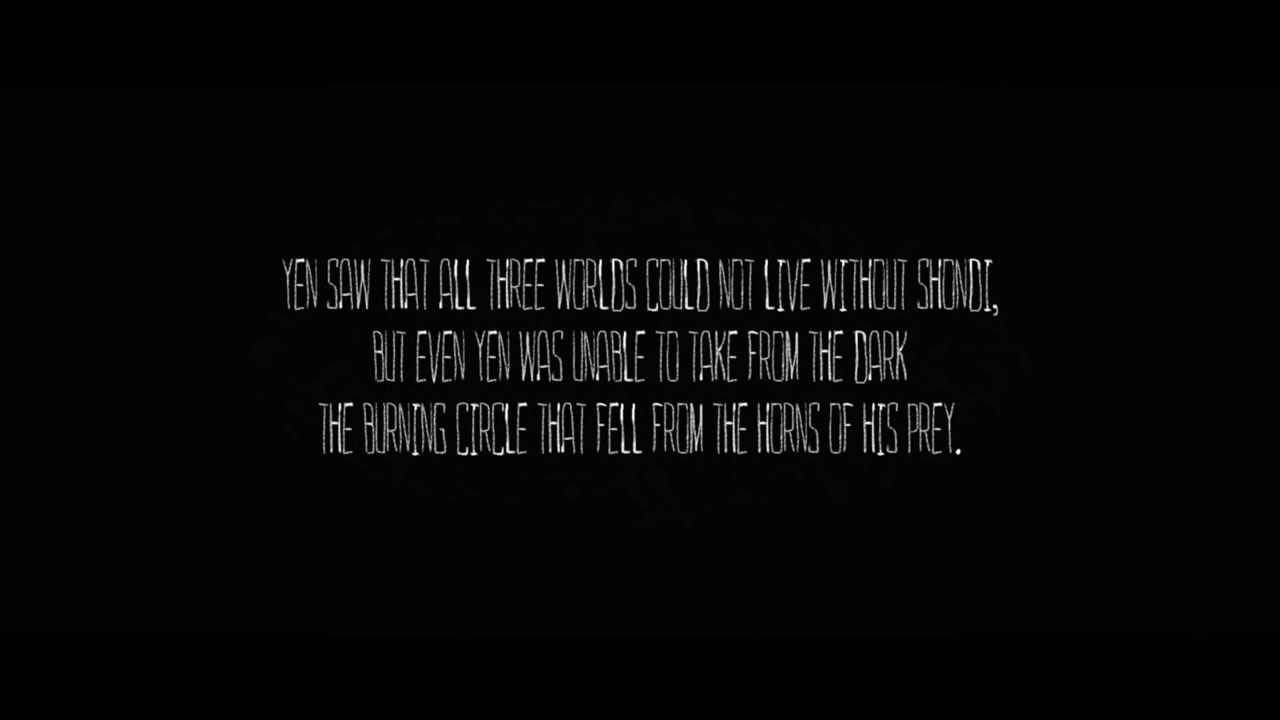 YEN SAW THAT ALL THREE WORLDS COULD NOT LIVE WITHOUT SHONDI,
BUT EVEN YEN WAS UNABLE TO TAKE FROM THE DARK
THE BURNING CIRCLE THAT FELL FROM THE HORNS OF HIS PREY.